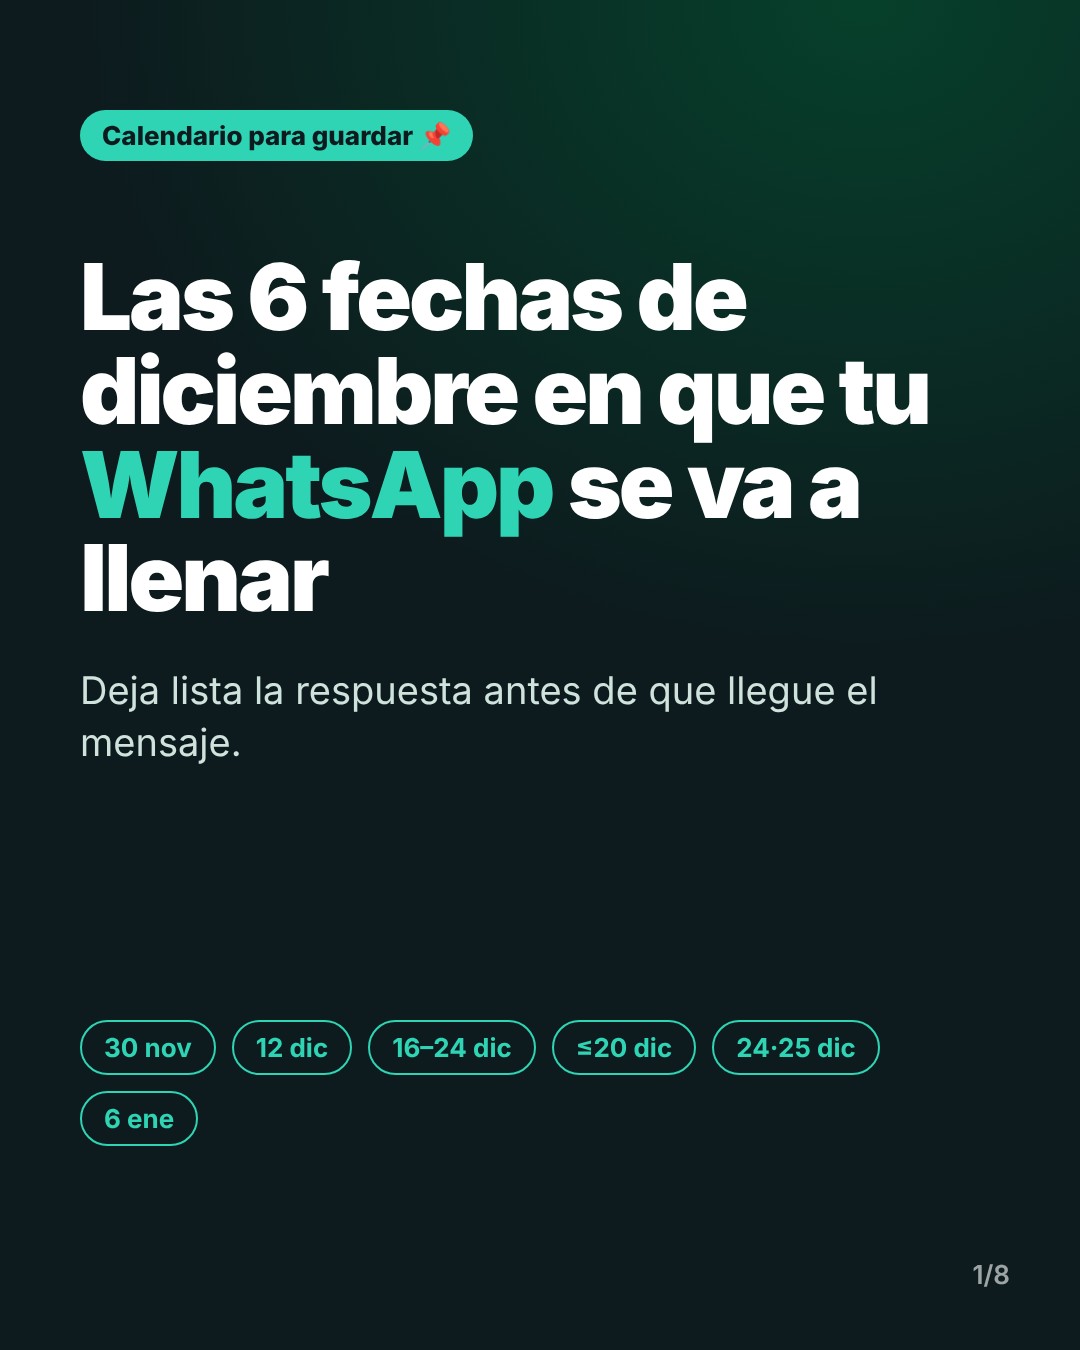 Calendario para guardar 📌
Las 6 fechas de
diciembre en que tu
WhatsApp se va a
llenar
Deja lista la respuesta antes de que llegue el
mensaje.
30 nov 12 dic 16–24 dic ≤20 dic 24·25 dic
6 ene
1/8